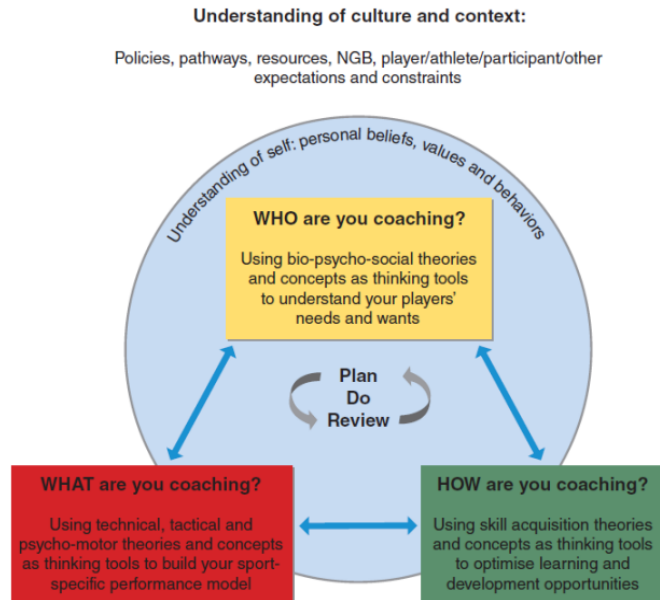 Understanding of culture and context:
Policies, pathways, resources, NGB, player/athlete/participant/other
expectations and constraints
Understanding of self: personal beliefs, values and behaviors
WHO are you coaching?
Using bio-psycho-social theories
and concepts as thinking tools
to understand your players'
needs and wants
Plan
Do
Review
WHAT are you coaching?
Using technical, tactical and
psycho-motor theories and concepts
as thinking tools to build your sport-
specific performance model
HOW are you coaching?
Using skill acquisition theories
and concepts as thinking tools
to optimise learning and
development opportunities